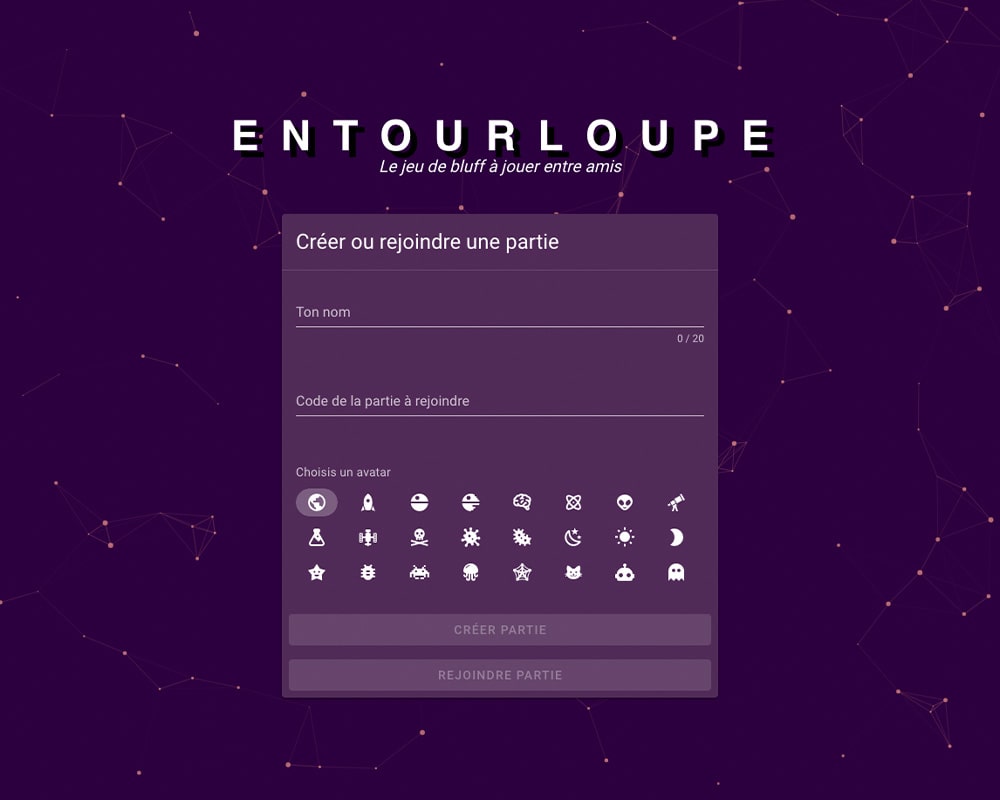 ENTOURLOUPE
Le jeu de bluff à jouer entre amis
Créer ou rejoindre une partie
Ton nom
0 / 20
Code de la partie à rejoindre
Choisis un avatar
CRÉER PARTIE
REJOINDRE PARTIE